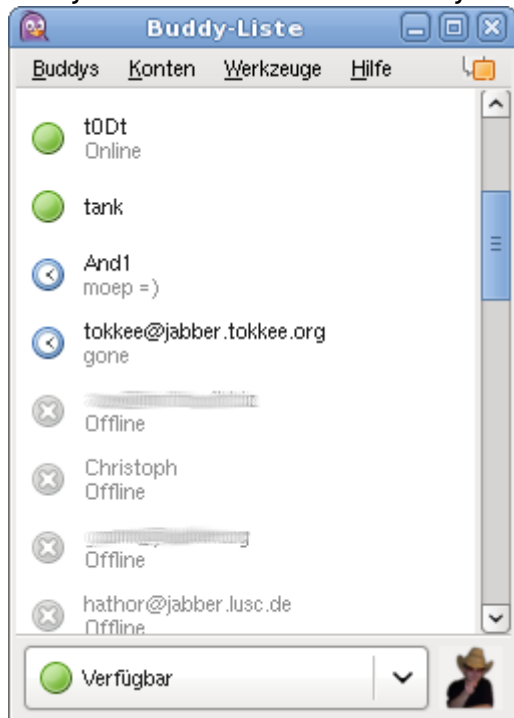 Buddy-Liste
Buddys Konten Werkzeuge Hilfe
t0Dt
Online
tank
And1
moep =)
tokkee@jabber.tokkee.org
gone
Offline
Christoph
Offline
Offline
hathor@jabber.lusc.de
Offline
Verfügbar